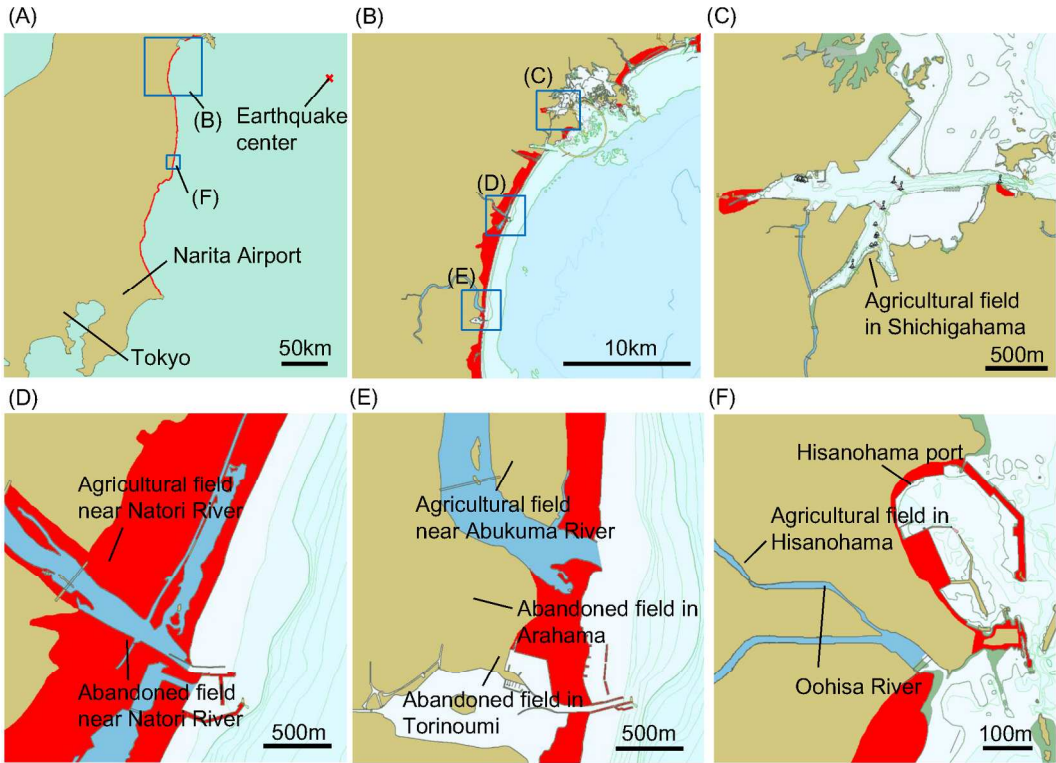 (A)
Earthquake
center
(B)
(F)
Narita Airport
Tokyo
50km
(B)
(C)
(D)
(E)
10km
(C)
Agricultural field
in Shichigahama
500m
(D)
Agricultural field
near Natori River
Abandoned field
near Natori River
500m
(E)
Agricultural field
near Abukuma River
Abandoned field in
Arahama
Abandoned field in
Torinoumi
500m
(F)
Hisanohama port
Agricultural field in
Hisanohama
Oohisa River
100m